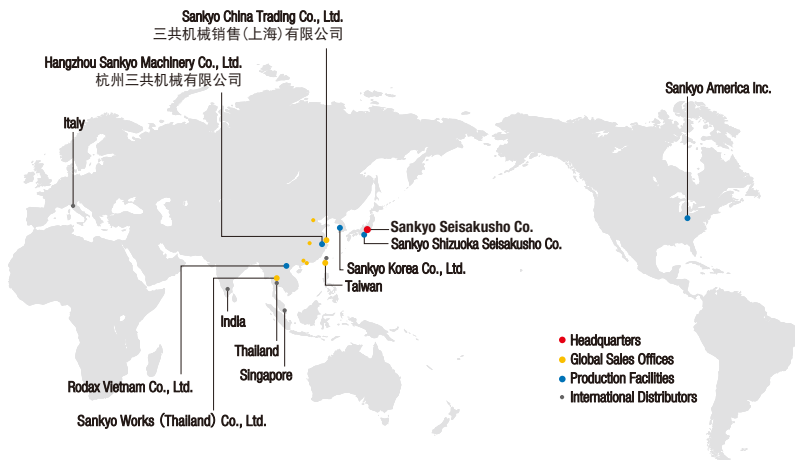 Sankyo China Trading Co., Ltd.
三共机械销售(上海)有限公司
Hangzhou Sankyo Machinery Co., Ltd.
杭州三共机械有限公司
Sankyo America Inc.
Italy
Sankyo Seisakusho Co.
Sankyo Shizuoka Seisakusho Co.
Sankyo Korea Co., Ltd.
Taiwan
India
Thailand
Singapore
Rodax Vietnam Co., Ltd.
Sankyo Works (Thailand) Co., Ltd.
Headquarters
Global Sales Offices
Production Facilities
International Distributors